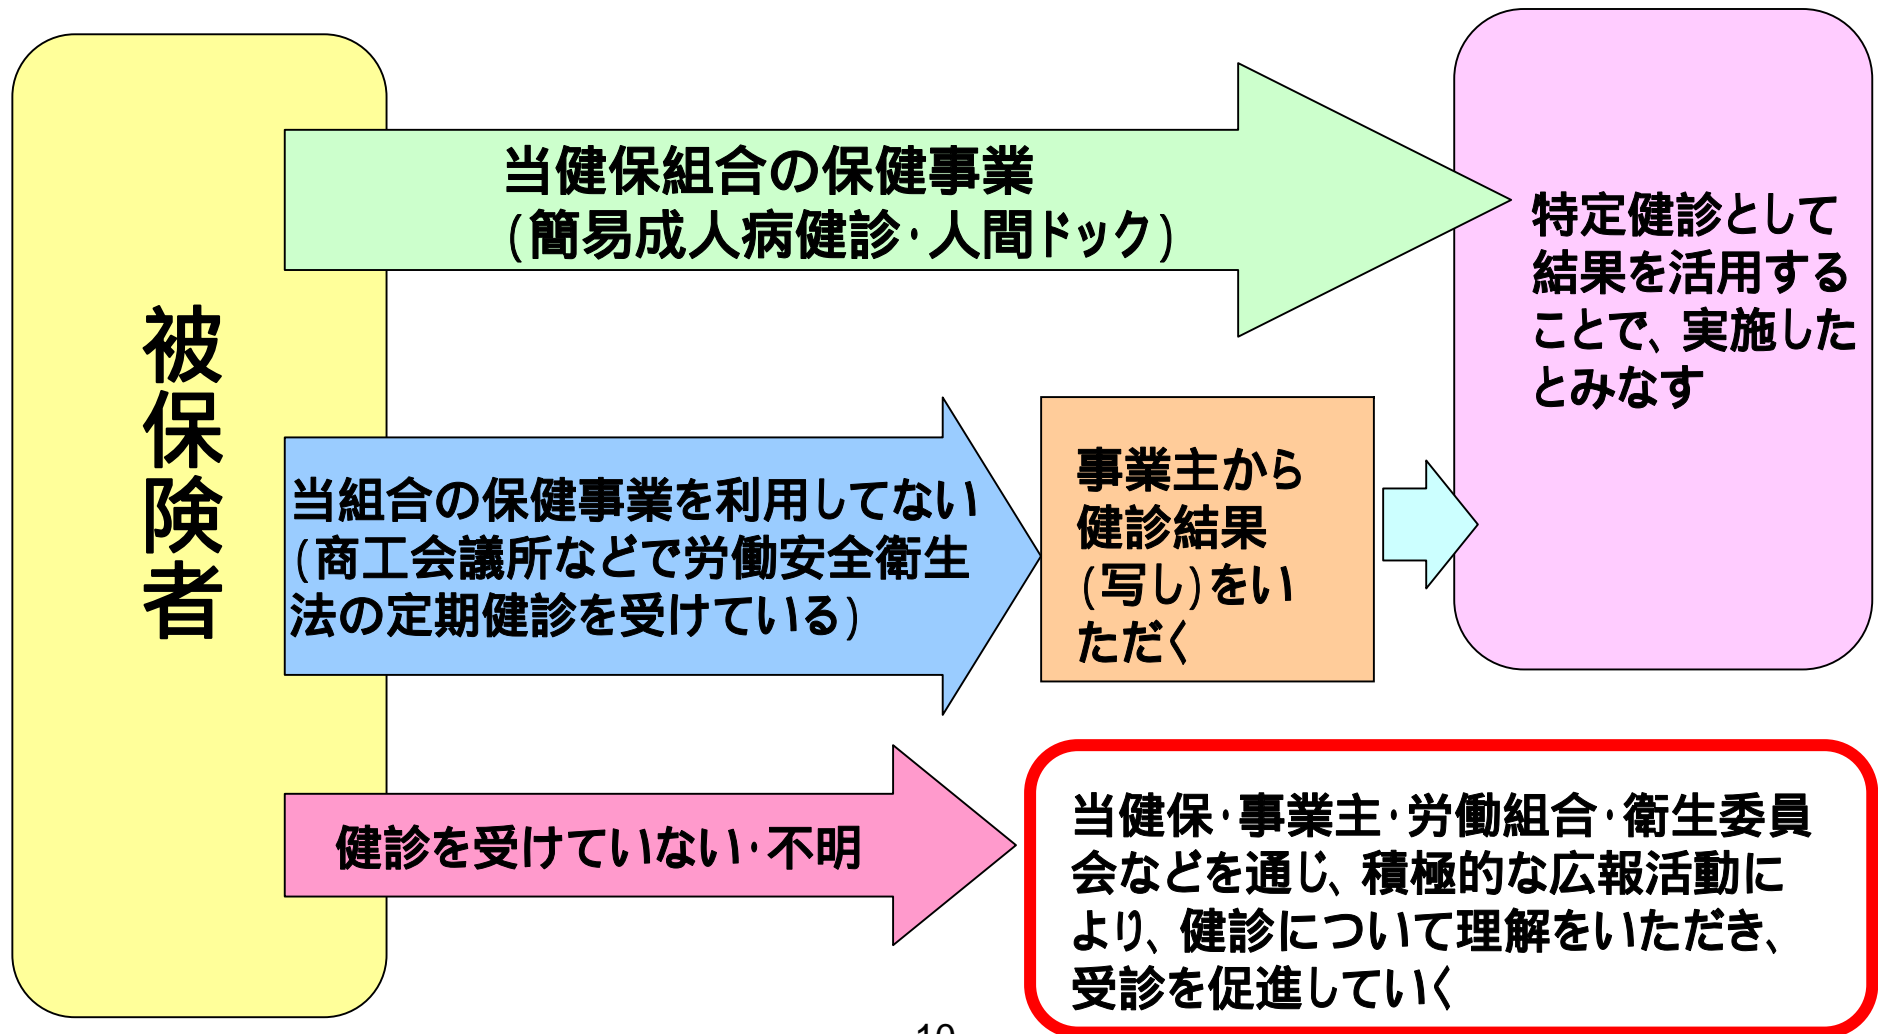 被保険者
当健保組合の保健事業
(簡易成人病健診・人間ドック)
特定健診として
結果を活用する
ことで、実施した
とみなす
当組合の保健事業を利用してない
(商工会議所などで労働安全衛生
法の定期健診を受けている)
事業主から
健診結果
(写し)をい
ただく
健診を受けていない・不明
当健保・事業主・労働組合・衛生委員
会などを通じ、積極的な広報活動に
より、健診について理解をいただき、
受診を促進していく
10